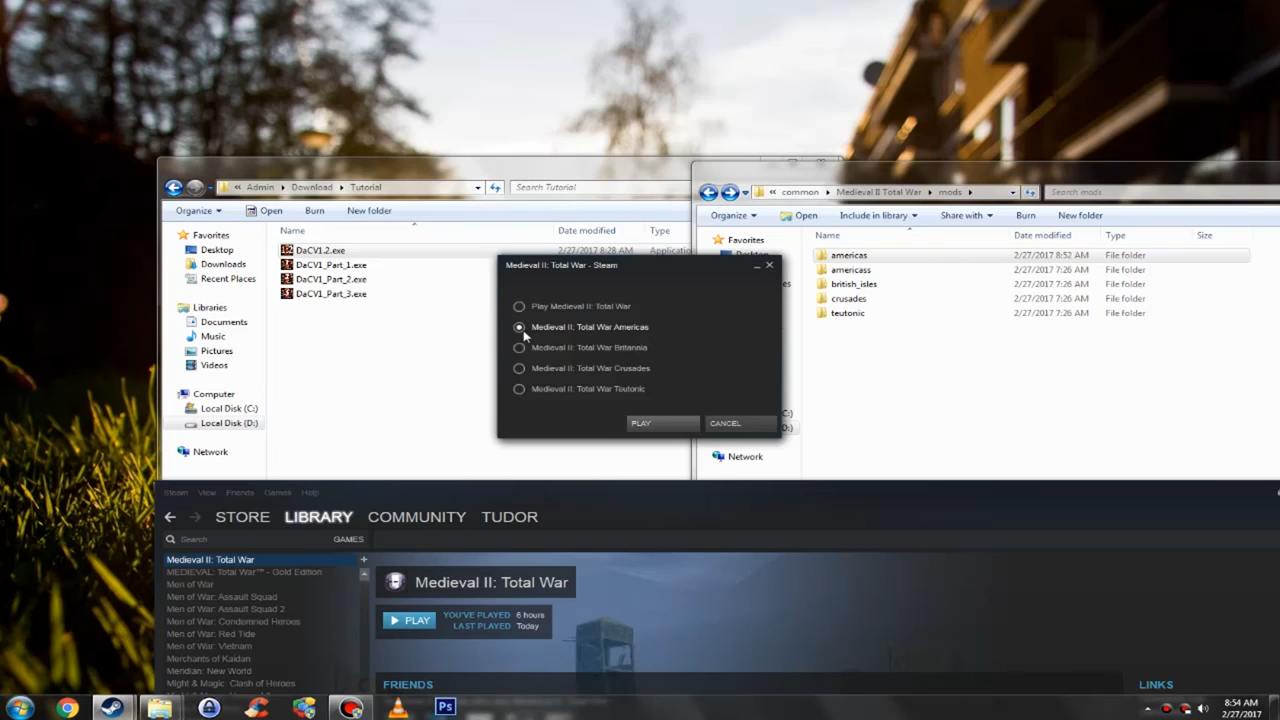 « Admin ▸ Download ▸ Tutorial
Search Tutorial
Organize
Open
Burn
New folder
Name
Date modified
Type
Favorites
Desktop
Downloads
Recent Places
Libraries
Documents
Music
Pictures
Videos
Computer
Local Disk (C:)
Local Disk (D:)
Network
DaCV1.2.exe 2/27/2017 8:28 AM Applicatio
DaCV1_Part_1.exe
DaCV1_Part_2.exe
DaCV1_Part_3.exe
« common ▸ Medieval II Total War ▸ mods ▸
Search mods
Organize
Open
Include in library
Share with
Burn
New folder
Favorites
Name
Date modified
Type
Size
americas 2/27/2017 8:52 AM File folder
americass 2/27/2017 7:26 AM File folder
british_isles 2/27/2017 7:26 AM File folder
crusades 2/27/2017 7:26 AM File folder
teutonic 2/27/2017 7:26 AM File folder
Network
Medieval II: Total War - Steam
Play Medieval II: Total War
Medieval II: Total War Americas
Medieval II: Total War Britannia
Medieval II: Total War Crusades
Medieval II: Total War Teutonic
PLAY
CANCEL
Steam View Friends Games Help
STORE LIBRARY COMMUNITY TUDOR
Search
GAMES
Medieval II: Total War
MEDIEVAL: Total War™ - Gold Edition
Men of War
Men of War: Assault Squad
Men of War: Assault Squad 2
Men of War: Condemned Heroes
Men of War: Red Tide
Men of War: Vietnam
Merchants of Kaidan
Meridian: New World
Might & Magic: Clash of Heroes
Medieval II: Total War
PLAY
YOU'VE PLAYED 6 hours
LAST PLAYED Today
FRIENDS
LINKS
Ps
8:54 AM
2/27/2017